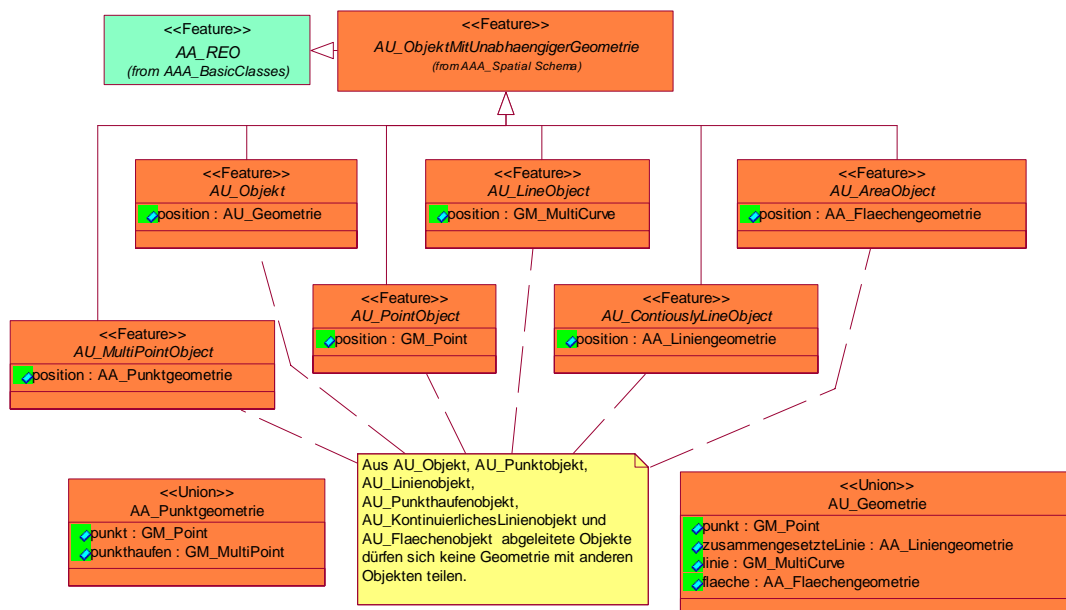 <<Feature>>
AA_REO
(from AAA_BasicClasses)
<<Feature>>
AU_ObjektMitUnabhaengigerGeometrie
(from AAA_Spatial Schema)
<<Feature>>
AU_Objekt
position : AU_Geometrie
<<Feature>>
AU_LineObject
position : GM_MultiCurve
<<Feature>>
AU_AreaObject
position : AA_Flaechengeometrie
<<Feature>>
AU_MultiPointObject
position : AA_Punktgeometrie
<<Feature>>
AU_PointObject
position : GM_Point
<<Feature>>
AU_ContiouslyLineObject
position : AA_Liniengeometrie
<<Union>>
AA_Punktgeometrie
punkt : GM_Point
punkthaufen : GM_MultiPoint
Aus AU_Objekt, AU_Punktobjekt,
AU_Linienobjekt,
AU_Punkthaufenobjekt,
AU_KontinuierlichesLinienobjekt und
AU_Flaechenobjekt abgeleitete Objekte
dürfen sich keine Geometrie mit anderen
Objekten teilen.
<<Union>>
AU_Geometrie
punkt : GM_Point
zusammengesetzteLinie : AA_Liniengeometrie
linie : GM_MultiCurve
flaeche : AA_Flaechengeometrie